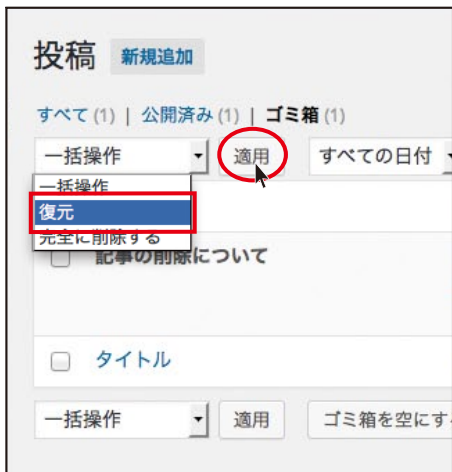 投稿 新規追加
すべて (1) | 公開済み (1) | ゴミ箱 (1)
一括操作 適用 すべての日付
一括操作
復元
完全に削除する
記事の削除について
タイトル
一括操作 適用 ゴミ箱を空にす